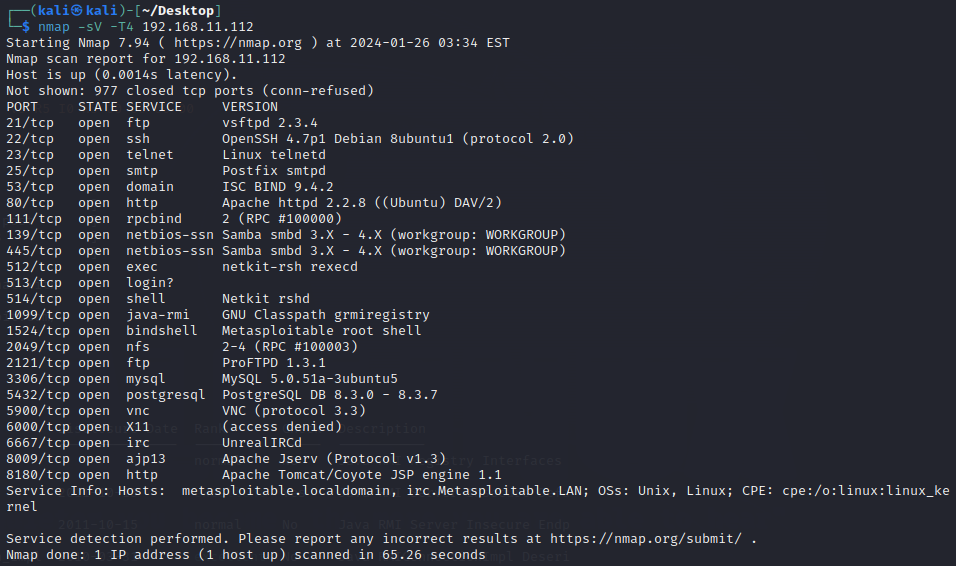 ┌──(kali㉿kali)-[~/Desktop]
└─$ nmap -sV -T4 192.168.11.112
Starting Nmap 7.94 ( https://nmap.org ) at 2024-01-26 03:34 EST
Nmap scan report for 192.168.11.112
Host is up (0.0014s latency).
Not shown: 977 closed tcp ports (conn-refused)
PORT     STATE SERVICE     VERSION
21/tcp   open  ftp         vsftpd 2.3.4
22/tcp   open  ssh         OpenSSH 4.7p1 Debian 8ubuntu1 (protocol 2.0)
23/tcp   open  telnet      Linux telnetd
25/tcp   open  smtp        Postfix smtpd
53/tcp   open  domain      ISC BIND 9.4.2
80/tcp   open  http        Apache httpd 2.2.8 ((Ubuntu) DAV/2)
111/tcp  open  rpcbind     2 (RPC #100000)
139/tcp  open  netbios-ssn Samba smbd 3.X - 4.X (workgroup: WORKGROUP)
445/tcp  open  netbios-ssn Samba smbd 3.X - 4.X (workgroup: WORKGROUP)
512/tcp  open  exec        netkit-rsh rexecd
513/tcp  open  login?
514/tcp  open  shell       Netkit rshd
1099/tcp open  java-rmi    GNU Classpath grmiregistry
1524/tcp open  bindshell   Metasploitable root shell
2049/tcp open  nfs         2-4 (RPC #100003)
2121/tcp open  ftp         ProFTPD 1.3.1
3306/tcp open  mysql       MySQL 5.0.51a-3ubuntu5
5432/tcp open  postgresql  PostgreSQL DB 8.3.0 - 8.3.7
5900/tcp open  vnc         VNC (protocol 3.3)
6000/tcp open  X11         (access denied)
6667/tcp open  irc         UnrealIRCd
8009/tcp open  ajp13       Apache Jserv (Protocol v1.3)
8180/tcp open  http        Apache Tomcat/Coyote JSP engine 1.1
Service Info: Hosts:  metasploitable.localdomain, irc.Metasploitable.LAN; OSs: Unix, Linux; CPE: cpe:/o:linux:linux_ke
rnel
2011-10-15 normal No Java RMI Server Insecure Endp
Service detection performed. Please report any incorrect results at https://nmap.org/submit/ .
Nmap done: 1 IP address (1 host up) scanned in 65.26 seconds